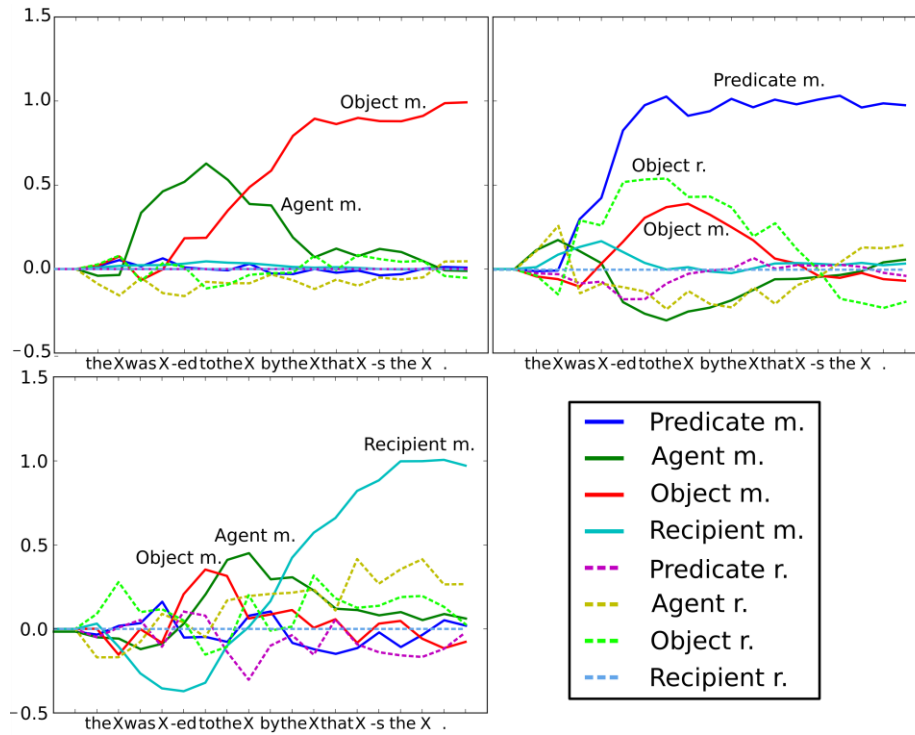 1.5
1.0
0.5
0.0
−0.5
Object m.
Agent m.
theXwasX-edtotheX bytheXthatX -s the X .
Predicate m.
Object r.
Object m.
theXwasX-edtotheX bytheXthatX -s the X .
1.5
1.0
0.5
0.0
−0.5
Recipient m.
Agent m.
Object m.
theXwasX-edtotheX bytheXthatX -s the X .
Predicate m.
Agent m.
Object m.
Recipient m.
Predicate r.
Agent r.
Object r.
Recipient r.